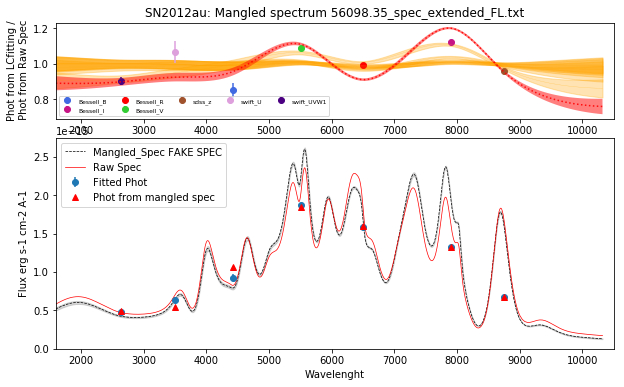 SN2012au: Mangled spectrum 56098.35_spec_extended_FL.txt
Phot from LCfitting /
Phot from Raw Spec
1.2
1.0
0.8
Bessell_B
Bessell_I
Bessell_R
Bessell_V
sdss_z
swift_U
swift_UVW1
2000 3000 4000 5000 6000 7000 8000 9000 10000
1e−15
Flux erg s-1 cm-2 A-1
2.5
2.0
1.5
1.0
0.5
0.0
Mangled_Spec FAKE SPEC
Raw Spec
Fitted Phot
Phot from mangled spec
2000 3000 4000 5000 6000 7000 8000 9000 10000
Wavelenght